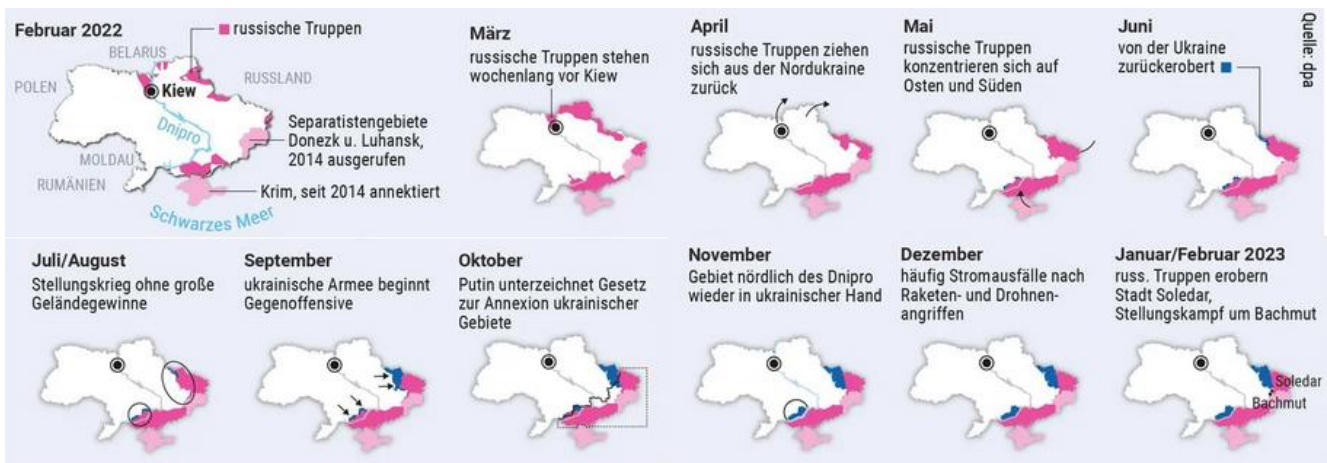 Februar 2022
russische Truppen
BELARUS
POLEN
RUSSLAND
Kiew
Dnipro
Separatistengebiete
Donezk u. Luhansk,
2014 ausgerufen
MOLDAU
RUMÄNIEN
Krim, seit 2014 annektiert
Schwarzes Meer
März
russische Truppen stehen
wochenlang vor Kiew
April
russische Truppen ziehen
sich aus der Nordukraine
zurück
Mai
russische Truppen
konzentrieren sich auf
Osten und Süden
Juni
von der Ukraine
zurückerobert
Quelle: dpa
Juli/August
Stellungskrieg ohne große
Geländegewinne
September
ukrainische Armee beginnt
Gegenoffensive
Oktober
Putin unterzeichnet Gesetz
zur Annexion ukrainischer
Gebiete
November
Gebiet nördlich des Dnipro
wieder in ukrainischer Hand
Dezember
häufig Stromausfälle nach
Raketen- und Drohnen-
angriffen
Januar/Februar 2023
russ. Truppen erobern
Stadt Soledar,
Stellungskampf um Bachmut
Soledar
Bachmut